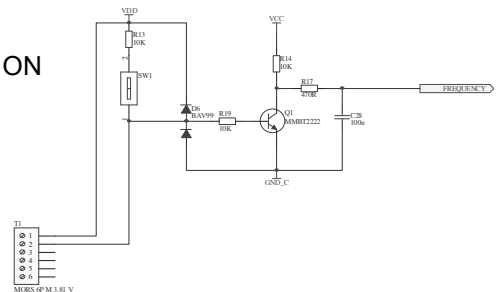 VDD
R13
10K
ON
2
SW1
1
D6
BAV99
R19
10K
VCC
R14
10K
R17
470R
FREQUENCY
Q1
MMBT2222
C28
100n
GND_C
T1
1
2
3
4
5
6
MORS 6P M 3.81 V